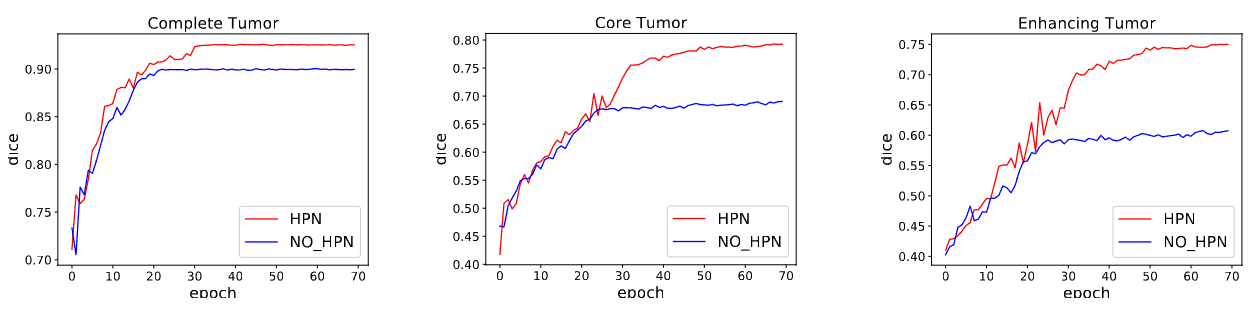 Complete Tumor
0.90
0.85
0.80
0.75
0.70
dice
0 10 20 30 40 50 60 70
epoch
HPN
NO_HPN
Core Tumor
0.80
0.75
0.70
0.65
0.60
0.55
0.50
0.45
0.40
dice
0 10 20 30 40 50 60 70
epoch
HPN
NO_HPN
Enhancing Tumor
0.75
0.70
0.65
0.60
0.55
0.50
0.45
0.40
dice
0 10 20 30 40 50 60 70
epoch
HPN
NO_HPN